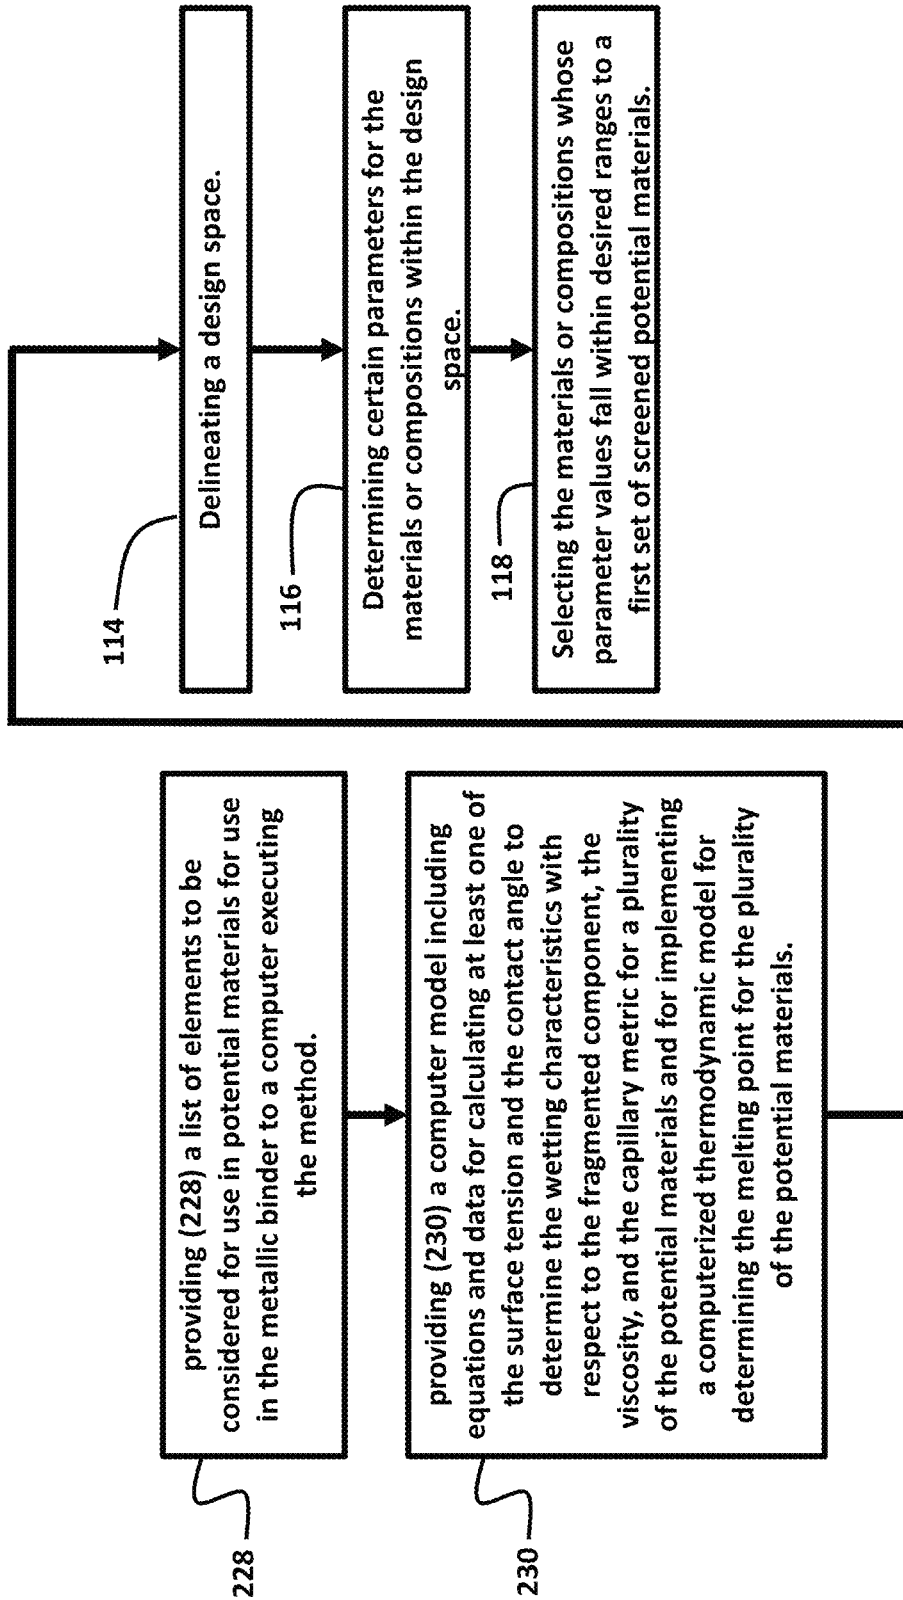 228
providing (228) a list of elements to be
considered for use in potential materials for use
in the metallic binder to a computer executing
the method.
230
providing (230) a computer model including
equations and data for calculating at least one of
the surface tension and the contact angle to
determine the wetting characteristics with
respect to the fragmented component, the
viscosity, and the capillary metric for a plurality
of the potential materials and for implementing
a computerized thermodynamic model for
determining the melting point for the plurality
of the potential materials.
114
Delineating a design space.
116
Determining certain parameters for the
materials or compositions within the design
space.
118
Selecting the materials or compositions whose
parameter values fall within desired ranges to a
first set of screened potential materials.